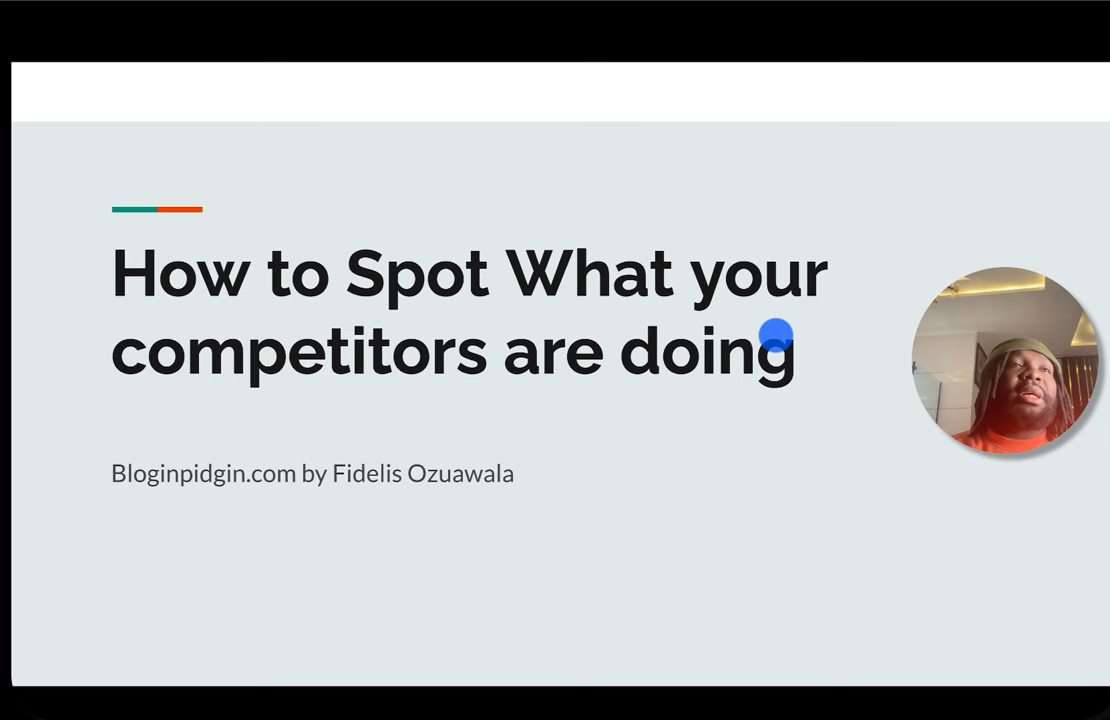 How to Spot What your
competitors are doing
Bloginpidgin.com by Fidelis Ozuawala